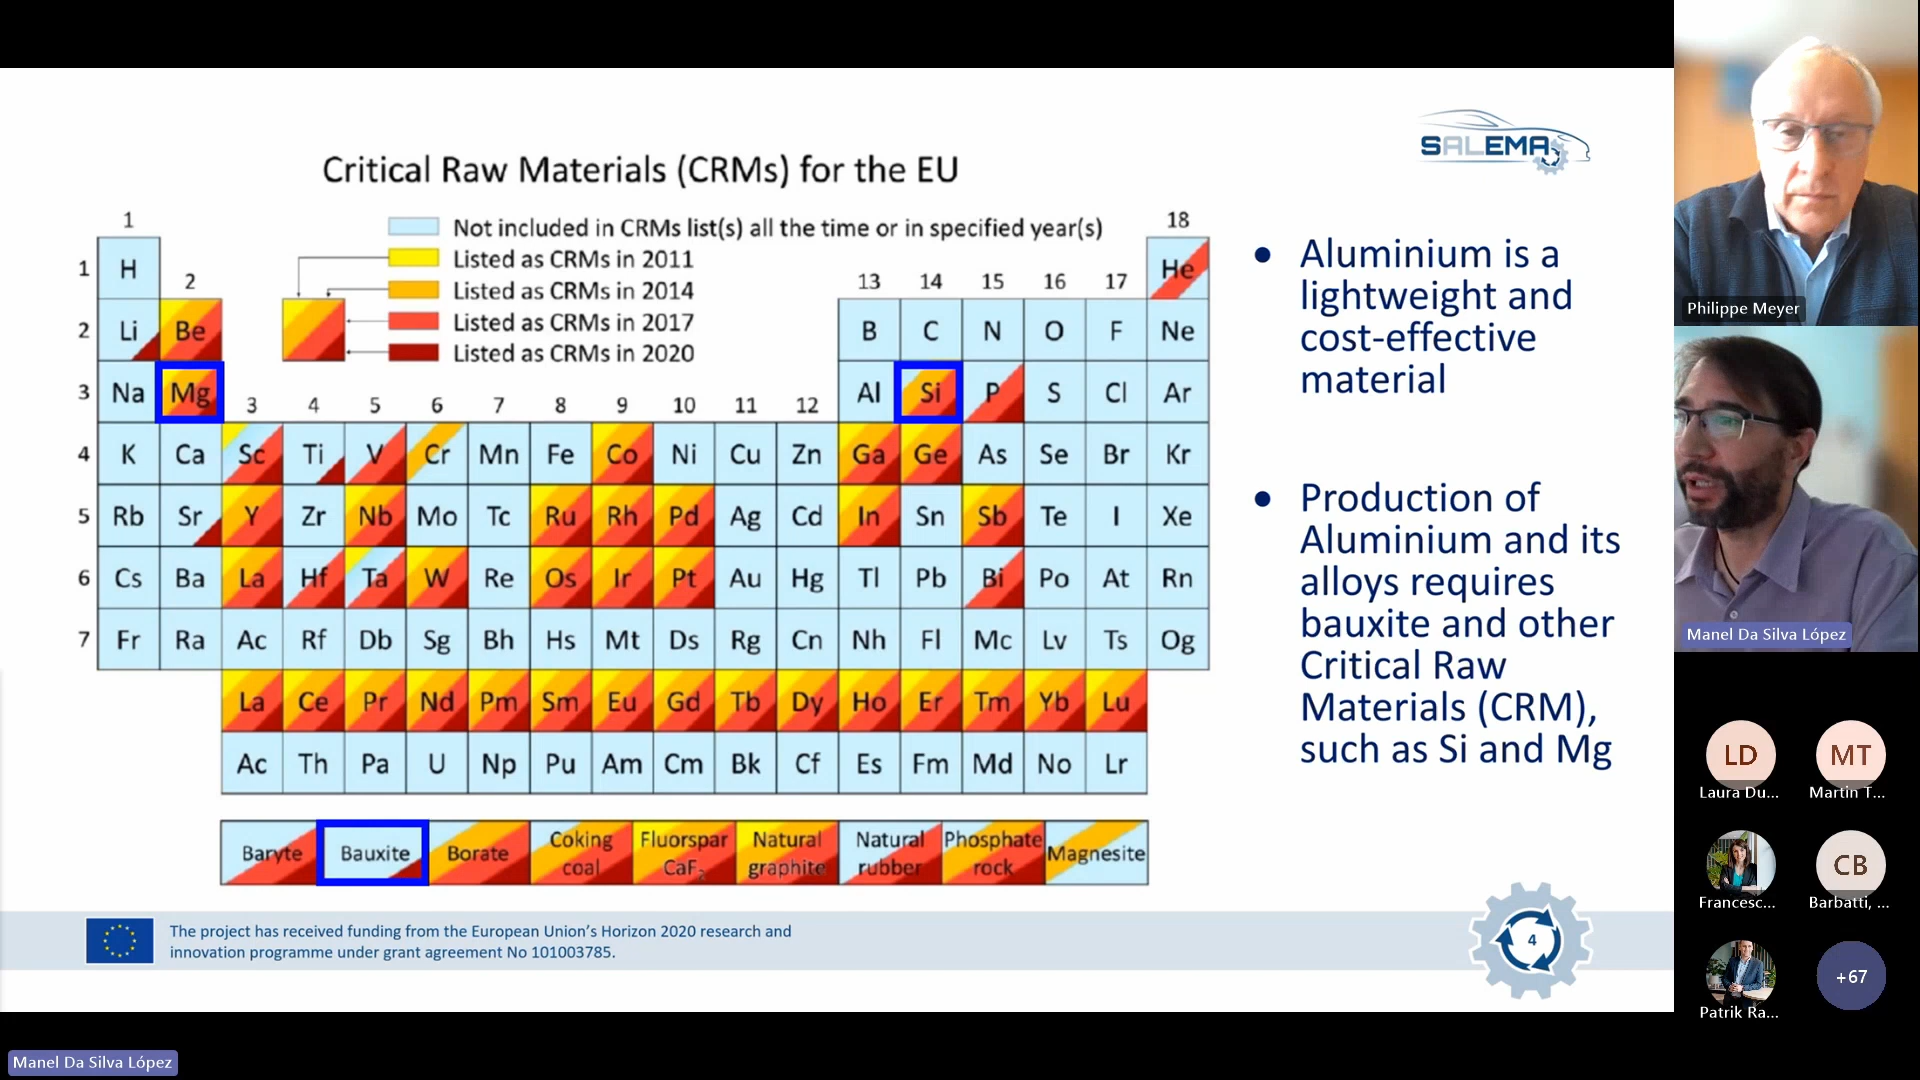 SALEMA
Critical Raw Materials (CRMs) for the EU
Not included in CRMs list(s) all the time or in specified year(s)
Listed as CRMs in 2011
Listed as CRMs in 2014
Listed as CRMs in 2017
Listed as CRMs in 2020
1 18
1 H He
2 13 14 15 16 17
2 Li Be B C N O F Ne
3 Na Mg Al Si P S Cl Ar
3 4 5 6 7 8 9 10 11 12
4 K Ca Sc Ti V Cr Mn Fe Co Ni Cu Zn Ga Ge As Se Br Kr
5 Rb Sr Y Zr Nb Mo Tc Ru Rh Pd Ag Cd In Sn Sb Te I Xe
6 Cs Ba La Hf Ta W Re Os Ir Pt Au Hg Tl Pb Bi Po At Rn
7 Fr Ra Ac Rf Db Sg Bh Hs Mt Ds Rg Cn Nh Fl Mc Lv Ts Og
La Ce Pr Nd Pm Sm Eu Gd Tb Dy Ho Er Tm Yb Lu
Ac Th Pa U Np Pu Am Cm Bk Cf Es Fm Md No Lr
Baryte
Bauxite
Borate
Coking
coal
Fluorspar
CaF₂
Natural
graphite
Natural
rubber
Phosphate
rock
Magnesite
● Aluminium is a
lightweight and
cost-effective
material
● Production of
Aluminium and its
alloys requires
bauxite and other
Critical Raw
Materials (CRM),
such as Si and Mg
The project has received funding from the European Union's Horizon 2020 research and
innovation programme under grant agreement No 101003785.
4
Philippe Meyer
Manel Da Silva López
LD
Laura Du...
MT
Martin T...
Francesc...
CB
Barbatti, ...
Patrik Ra...
+67
Manel Da Silva López